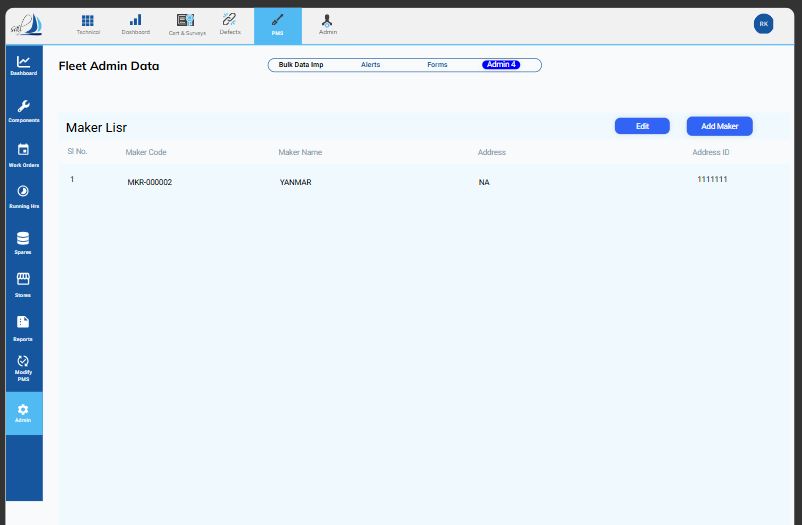 sail
Technical Dashboard Cert & Surveys Defects PMS Admin RK
Fleet Admin Data Bulk Data Imp Alerts Forms Admin 4
Maker Lisr Edit Add Maker
Sl No. Maker Code Maker Name Address Address ID
1 MKR-000002 YANMAR NA 1111111
Dashboard
Components
Work Orders
Running Hrs
Spares
Stores
Reports
Modify
PMS
Admin